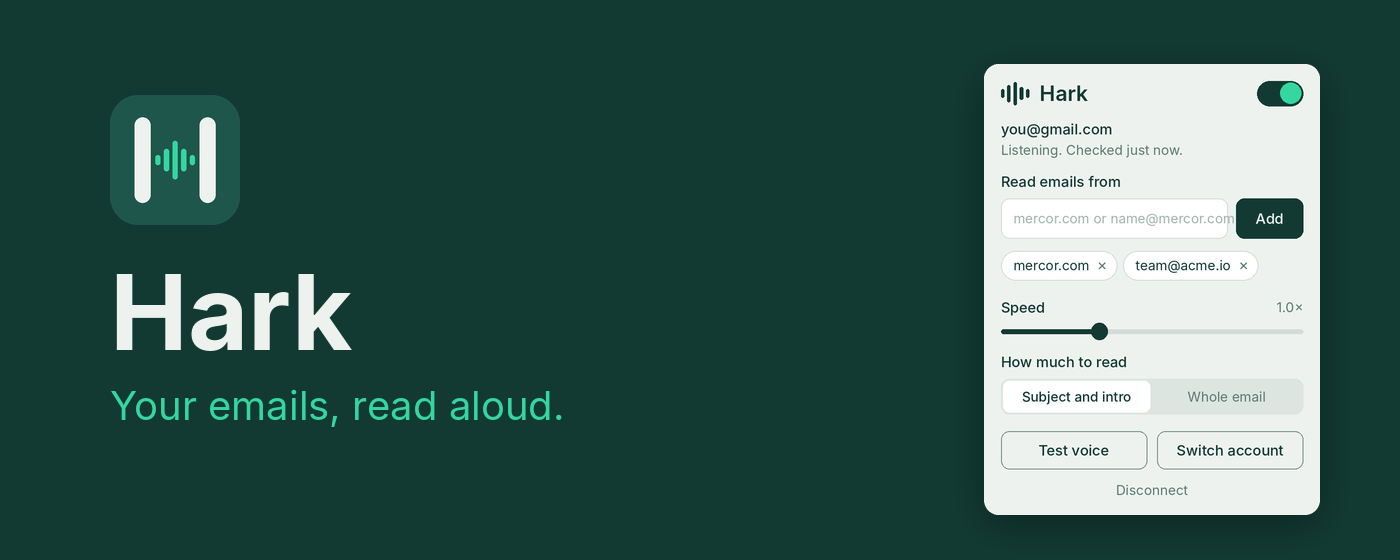 Hark
Your emails, read aloud.
Hark
you@gmail.com
Listening. Checked just now.
Read emails from
mercor.com or name@mercor.com
Add
mercor.com ×
team@acme.io ×
Speed
1.0×
How much to read
Subject and intro
Whole email
Test voice
Switch account
Disconnect